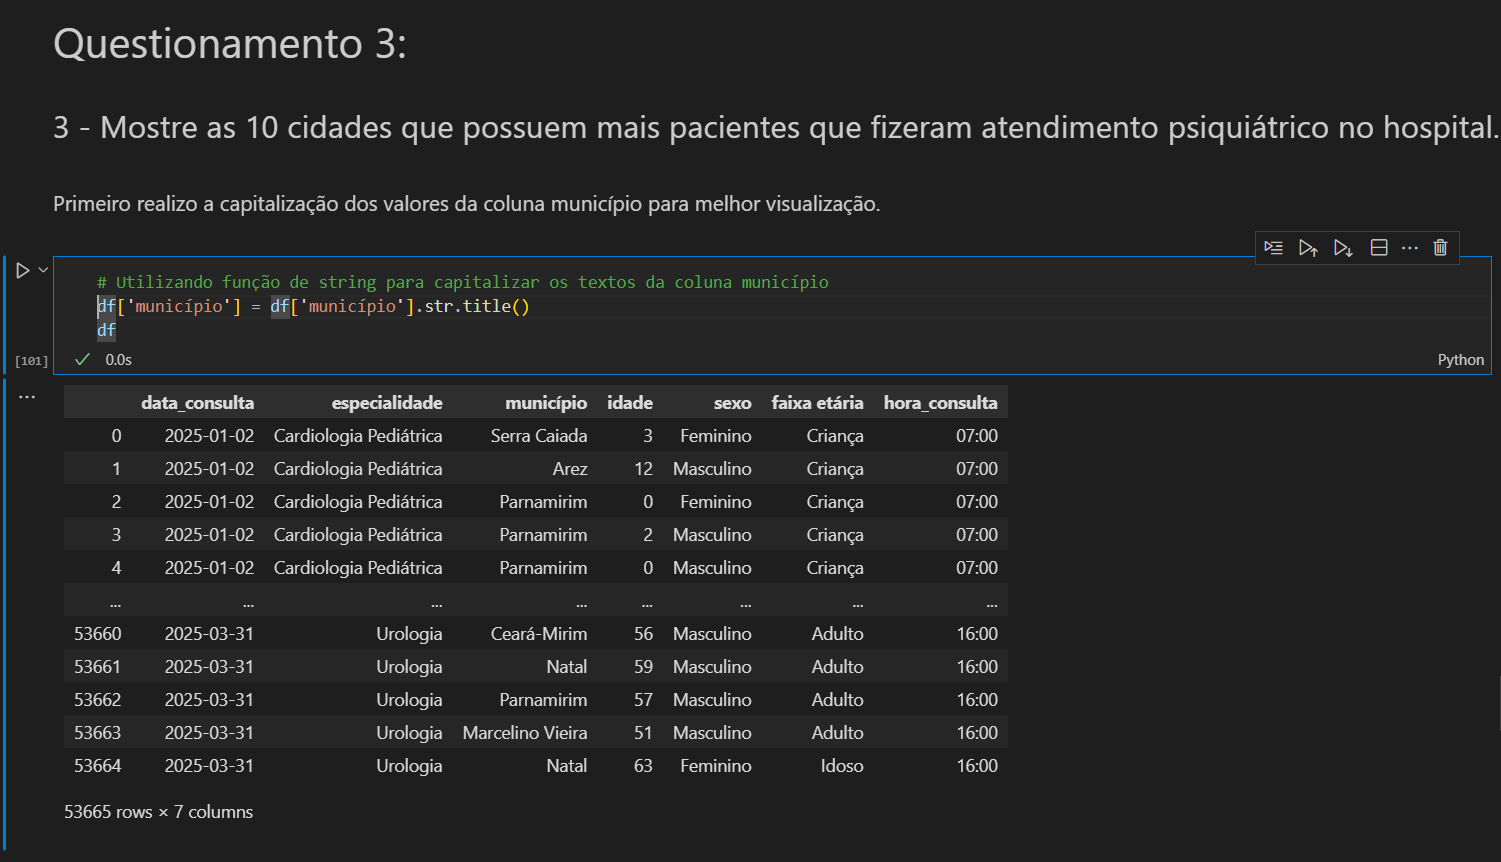 Questionamento 3:
3 - Mostre as 10 cidades que possuem mais pacientes que fizeram atendimento psiquiátrico no hospital.
Primeiro realizo a capitalização dos valores da coluna município para melhor visualização.
# Utilizando função de string para capitalizar os textos da coluna município
df['município'] = df['município'].str.title()
df
[101] 0.0s Python
data_consulta especialidade município idade sexo faixa etária hora_consulta
0 2025-01-02 Cardiologia Pediátrica Serra Caiada 3 Feminino Criança 07:00
1 2025-01-02 Cardiologia Pediátrica Arez 12 Masculino Criança 07:00
2 2025-01-02 Cardiologia Pediátrica Parnamirim 0 Feminino Criança 07:00
3 2025-01-02 Cardiologia Pediátrica Parnamirim 2 Masculino Criança 07:00
4 2025-01-02 Cardiologia Pediátrica Parnamirim 0 Masculino Criança 07:00
... ... ... ... ... ... ... ...
53660 2025-03-31 Urologia Ceará-Mirim 56 Masculino Adulto 16:00
53661 2025-03-31 Urologia Natal 59 Masculino Adulto 16:00
53662 2025-03-31 Urologia Parnamirim 57 Masculino Adulto 16:00
53663 2025-03-31 Urologia Marcelino Vieira 51 Masculino Adulto 16:00
53664 2025-03-31 Urologia Natal 63 Feminino Idoso 16:00
53665 rows × 7 columns